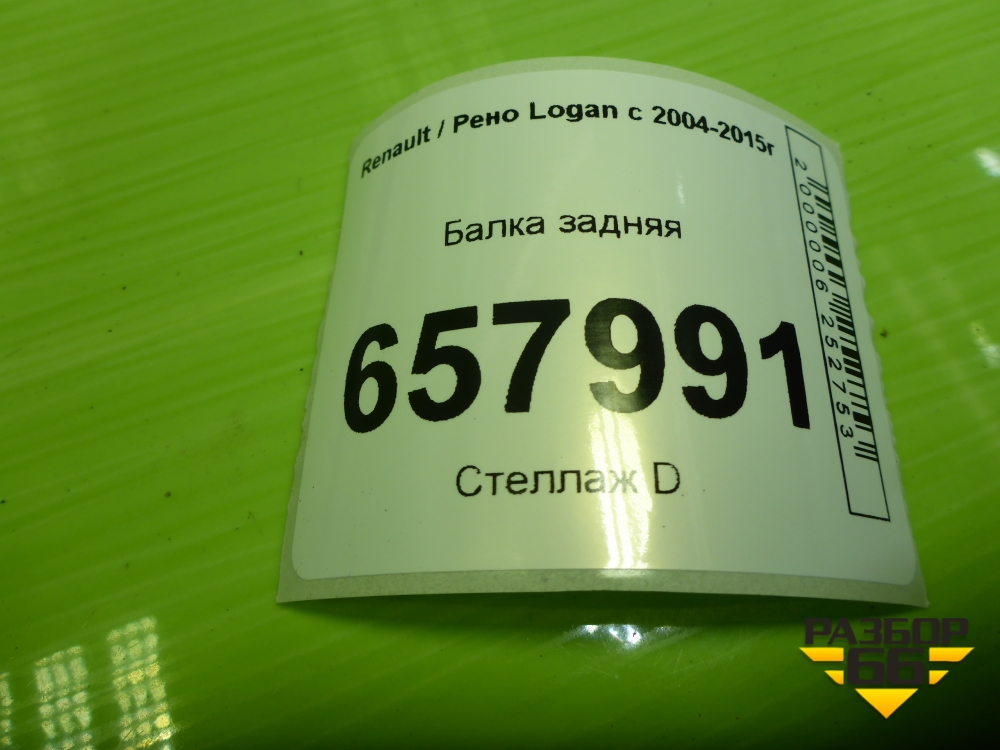 Renault / Рено Logan с 2004-2015г
Балка задняя
657991
Стеллаж D
2000006252753
РАЗБОР
66